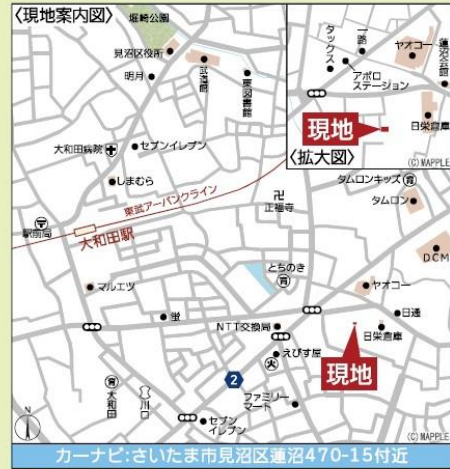 〈現地案内図〉
堀崎公園
見沼区役所
明月
武道館
東図書館
大和田病院
セブンイレブン
しまむら
東武アーバンパークライン
大和田駅
駅前局
正福寺
とちのき
マルエツ
蛍
NTT交換局
えびす屋
2
ファミリーマート
セブンイレブン
大和田
川口
N
タムロンキッズ
タムロン
DCM
ヤオコー
日通
日栄倉庫
現地
(C)MAPPLE
タックス
一路
アポロステーション
ヤオコー
蓮沼会館
日栄倉庫
現地
〈拡大図〉
(C)MAPPLE
カーナビ:さいたま市見沼区蓮沼470-15付近